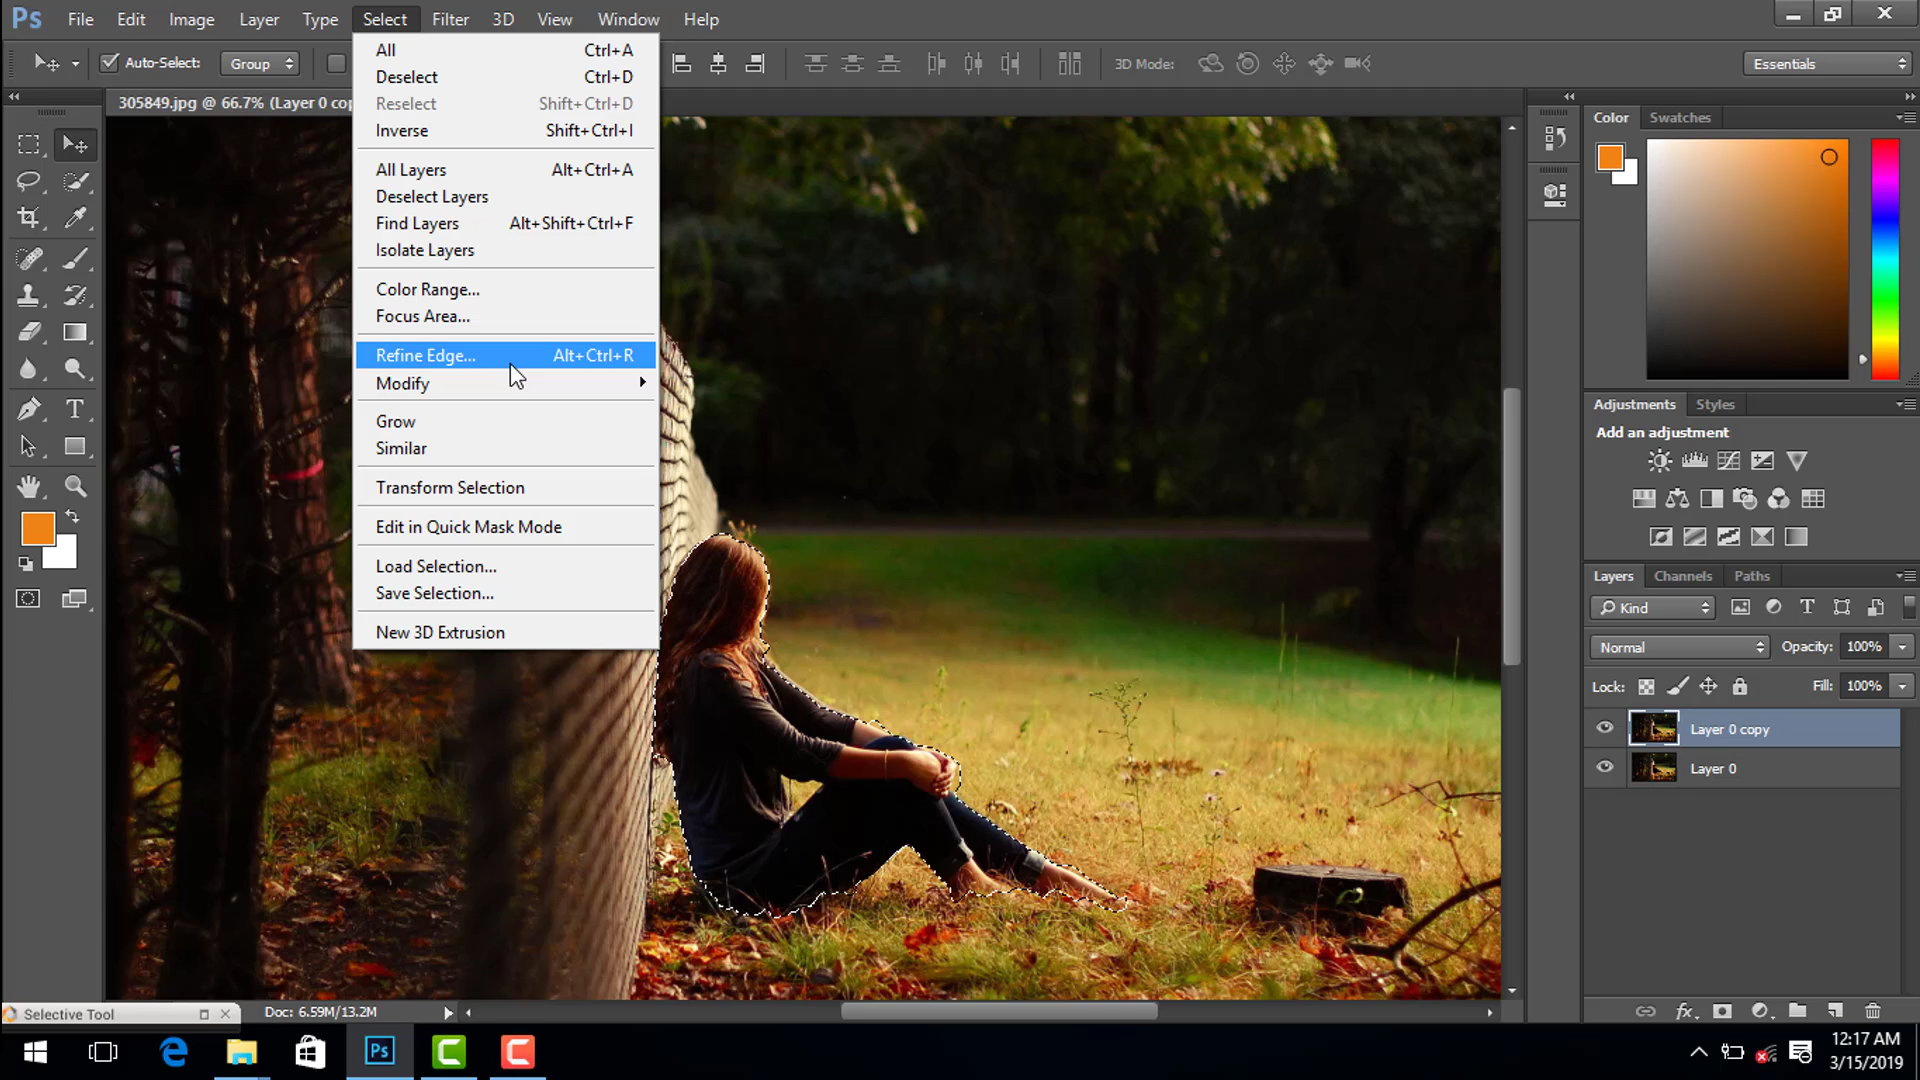 Ps File Edit Image Layer Type Select Filter 3D View Window Help
Auto-Select: Group 3D Mode: Essentials
305849.jpg @ 66.7% (Layer 0 cop
All Ctrl+A
Deselect Ctrl+D
Reselect Shift+Ctrl+D
Inverse Shift+Ctrl+I
All Layers Alt+Ctrl+A
Deselect Layers
Find Layers Alt+Shift+Ctrl+F
Isolate Layers
Color Range...
Focus Area...
Refine Edge... Alt+Ctrl+R
Modify
Grow
Similar
Transform Selection
Edit in Quick Mask Mode
Load Selection...
Save Selection...
New 3D Extrusion
Color Swatches
Adjustments Styles
Add an adjustment
Layers Channels Paths
Kind
Normal Opacity: 100%
Lock: Fill: 100%
Layer 0 copy
Layer 0
Selective Tool
Doc: 6.59M/13.2M
Ps
12:17 AM
3/15/2019